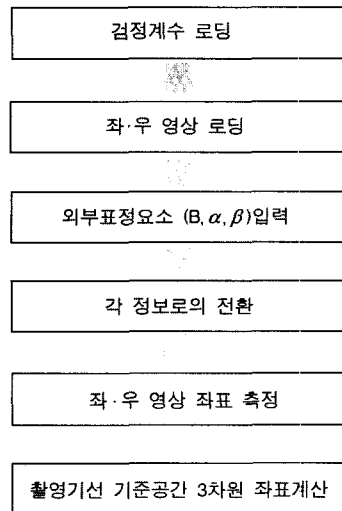 검정계수 로딩
좌·우 영상 로딩
외부표정요소 (B, α, β)입력
각 정보로의 전환
좌·우 영상 좌표 측정
촬영기선 기준공간 3차원 좌표계산